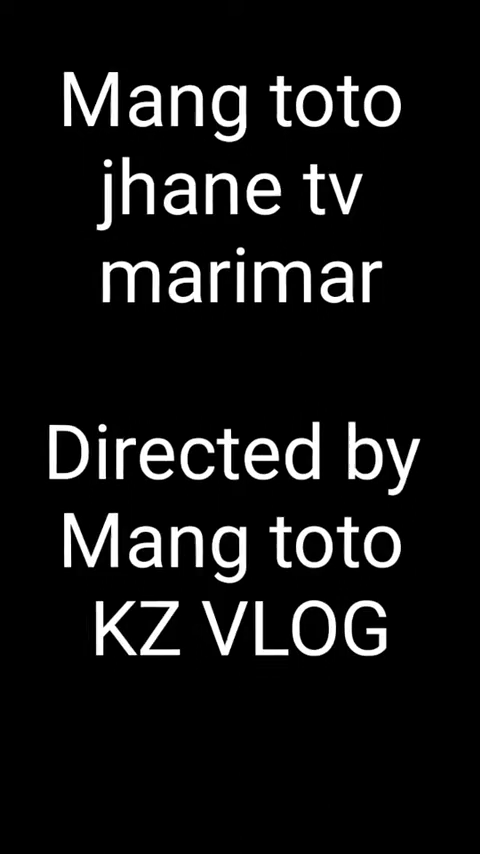 Mang toto
jhane tv
marimar
Directed by
Mang toto
KZ VLOG